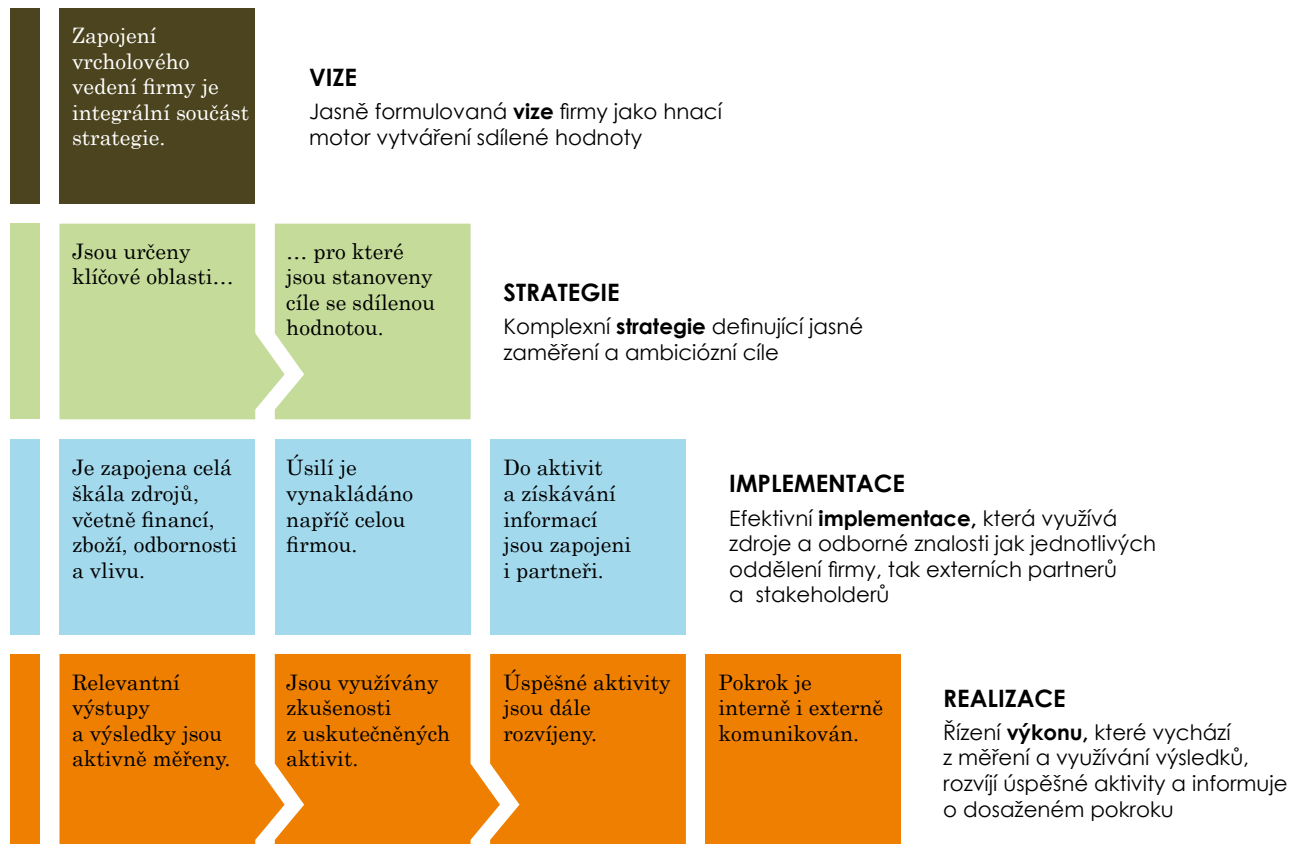 Zapojení
vrcholového
vedení firmy je
integrální součást
strategie.
VIZE
Jasně formulovaná vize firmy jako hnací
motor vytváření sdílené hodnoty
Jsou určeny
klíčové oblasti…
… pro které
jsou stanoveny
cíle se sdílenou
hodnotou.
STRATEGIE
Komplexní strategie definující jasné
zaměření a ambiciózní cíle
Je zapojena celá
škála zdrojů,
včetně financí,
zboží, odbornosti
a vlivu.
Úsilí je
vynakládáno
napříč celou
firmou.
Do aktivit
a získávání
informací
jsou zapojeni
i partneři.
IMPLEMENTACE
Efektivní implementace, která využívá
zdroje a odborné znalosti jak jednotlivých
oddělení firmy, tak externích partnerů
a stakeholderů
Relevantní
výstupy
a výsledky jsou
aktivně měřeny.
Jsou využívány
zkušenosti
z uskutečněných
aktivit.
Úspěšné aktivity
jsou dále
rozvíjeny.
Pokrok je
interně i externě
komunikován.
REALIZACE
Řízení výkonu, které vychází
z měření a využívání výsledků,
rozvíjí úspěšné aktivity a informuje
o dosaženém pokroku